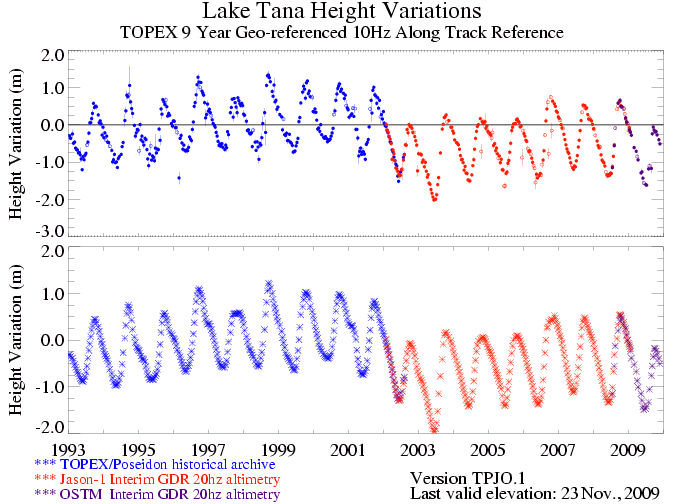 Lake Tana Height Variations
TOPEX 9 Year Geo-referenced 10Hz Along Track Reference
Height Variation (m)
2.0
1.0
0.0
-1.0
-2.0
-3.0
Height Variation (m)
2.0
1.0
0.0
-1.0
-2.0
1993 1995 1997 1999 2001 2003 2005 2007 2009
*** TOPEX/Poseidon historical archive
*** Jason-1 Interim GDR 20hz altimetry
*** OSTM Interim GDR 20hz altimetry
Version TPJO.1
Last valid elevation: 23 Nov., 2009